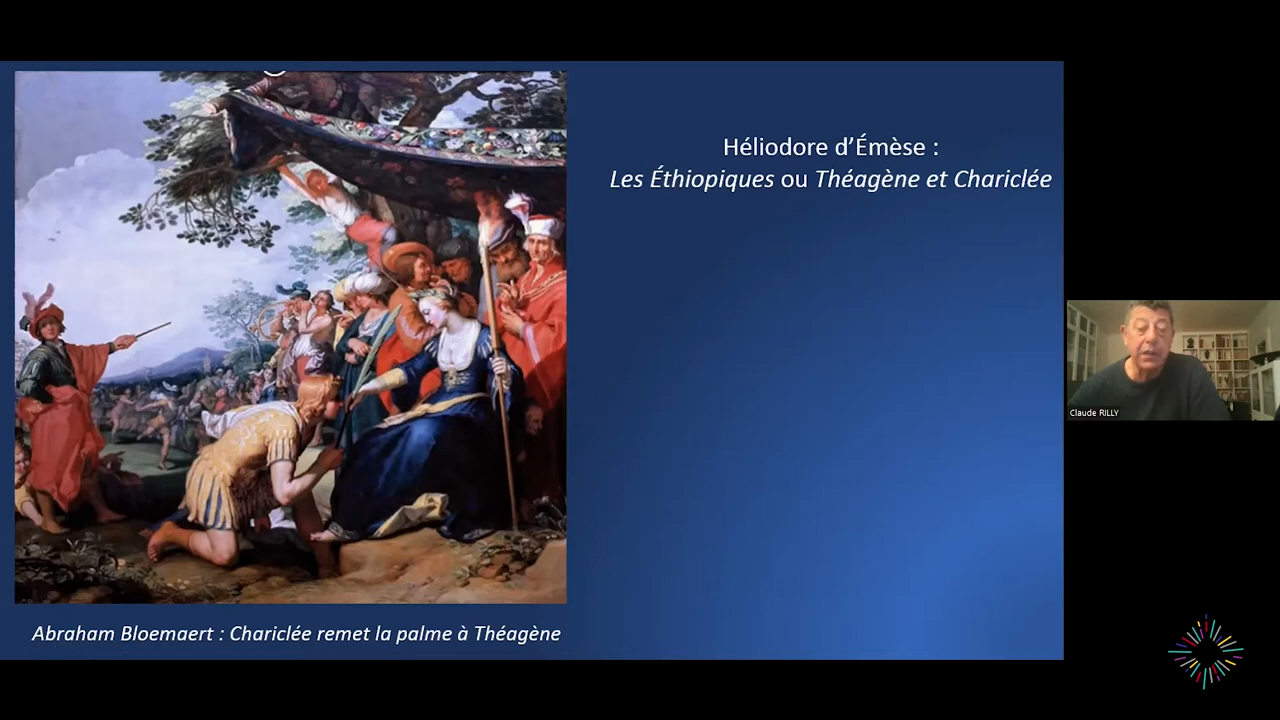 Héliodore d’Émèse :
Les Éthiopiques ou Théagène et Chariclée
Claude RILLY
Abraham Bloemaert : Chariclée remet la palme à Théagène